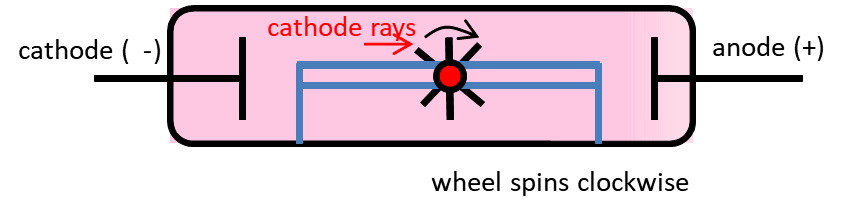 cathode rays
cathode ( -)
anode (+)
wheel spins clockwise